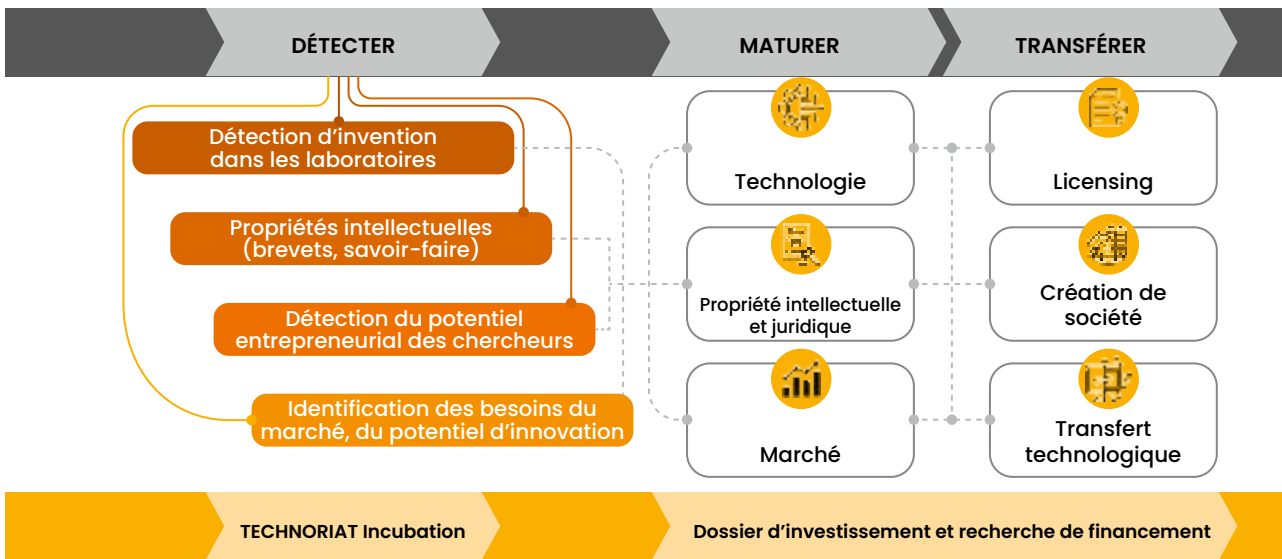 DÉTECTER
MATURER
TRANSFÉRER
Détection d’invention
dans les laboratoires
Propriétés intellectuelles
(brevets, savoir-faire)
Détection du potentiel
entrepreneurial des chercheurs
Identification des besoins du
marché, du potentiel d’innovation
Technologie
Propriété intellectuelle
et juridique
Marché
Licensing
Création de
société
Transfert
technologique
TECHNORIAT Incubation
Dossier d’investissement et recherche de financement